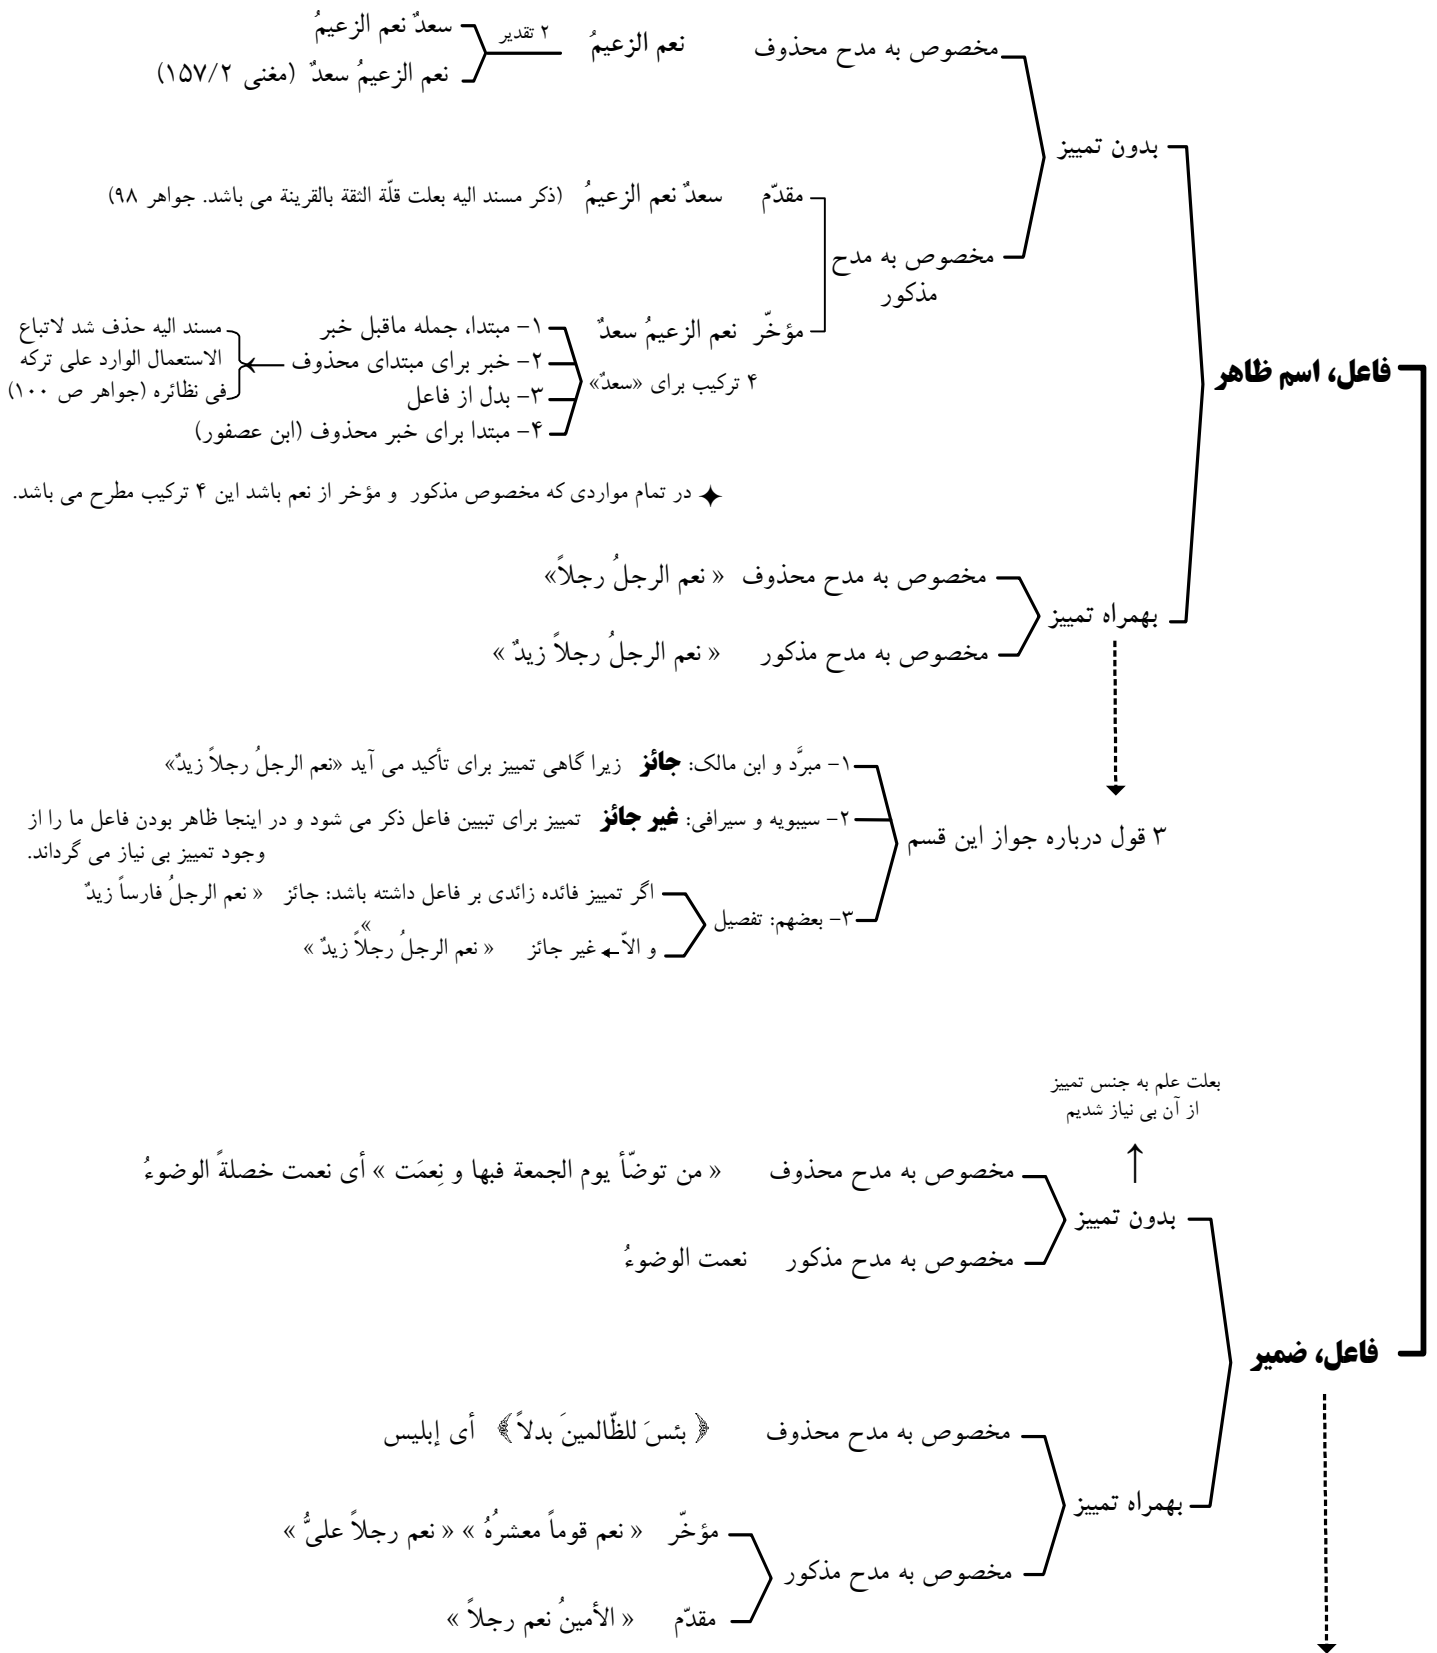 فاعل، اسم ظاهر
بدون تمییز
مخصوص به مدح محذوف نعم الزعیمُ ۲ تقدیر
سعدٌ نعم الزعیمُ
نعم الزعیمُ سعدٌ (مغنی ۱۵۷/۲)
مخصوص به مدح
مذکور
مقدّم سعدٌ نعم الزعیمُ (ذکر مسند الیه بعلت قلّة الثقة بالقرینة می باشد. جواهر ۹۸)
مؤخّر نعم الزعیمُ سعدٌ
۴ ترکیب برای «سعدٌ»
۱- مبتدا، جمله ماقبل خبر
۲- خبر برای مبتدای محذوف
مسند الیه حذف شد لاتباع
الاستعمال الوارد علی ترکه
فی نظائره (جواهر ص ۱۰۰)
۳- بدل از فاعل
۴- مبتدا برای خبر محذوف (ابن عصفور)
در تمام مواردی که مخصوص مذکور و مؤخر از نعم باشد این ۴ ترکیب مطرح می باشد.
بهمراه تمییز
مخصوص به مدح محذوف « نعم الرجلُ رجلاً»
مخصوص به مدح مذکور « نعم الرجلُ رجلاً زیدٌ »
۳ قول درباره جواز این قسم
۱- مبرَّد و ابن مالک: جائز زیرا گاهی تمییز برای تأکید می آید «نعم الرجلُ رجلاً زیدٌ»
۲- سیبویه و سیرافی: غیر جائز تمییز برای تبیین فاعل ذکر می شود و در اینجا ظاهر بودن فاعل ما را از
وجود تمییز بی نیاز می گرداند.
۳- بعضهم: تفصیل
اگر تمییز فائده زائدی بر فاعل داشته باشد: جائز « نعم الرجلُ فارساً زیدٌ
»
و الاّ غیر جائز « نعم الرجلُ رجلاً زیدٌ »
فاعل، ضمیر
بعلت علم به جنس تمییز
از آن بی نیاز شدیم
بدون تمییز
مخصوص به مدح محذوف « من توضّأ یوم الجمعة فبها و نِعمَت » أی نعمت خصلةً الوضوءُ
مخصوص به مدح مذکور نعمت الوضوءُ
بهمراه تمییز
مخصوص به مدح محذوف ﴿ بئسَ للظّالمینَ بدلاً﴾ أی إبلیس
مخصوص به مدح مذکور
مؤخّر « نعم قوماً معشرُهُ » « نعم رجلاً علیٌّ »
مقدّم « الأمینُ نعم رجلاً »